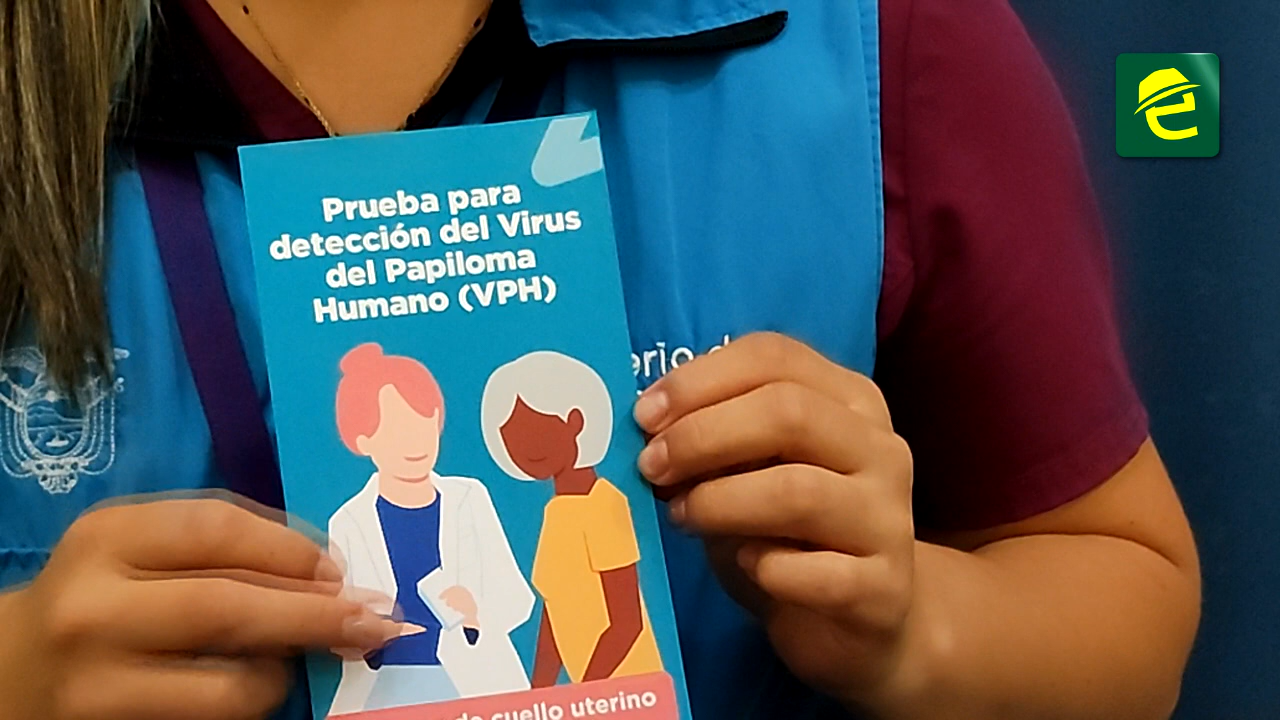 Prueba para
detección del Virus
del Papiloma
Humano (VPH)
cuello uterino